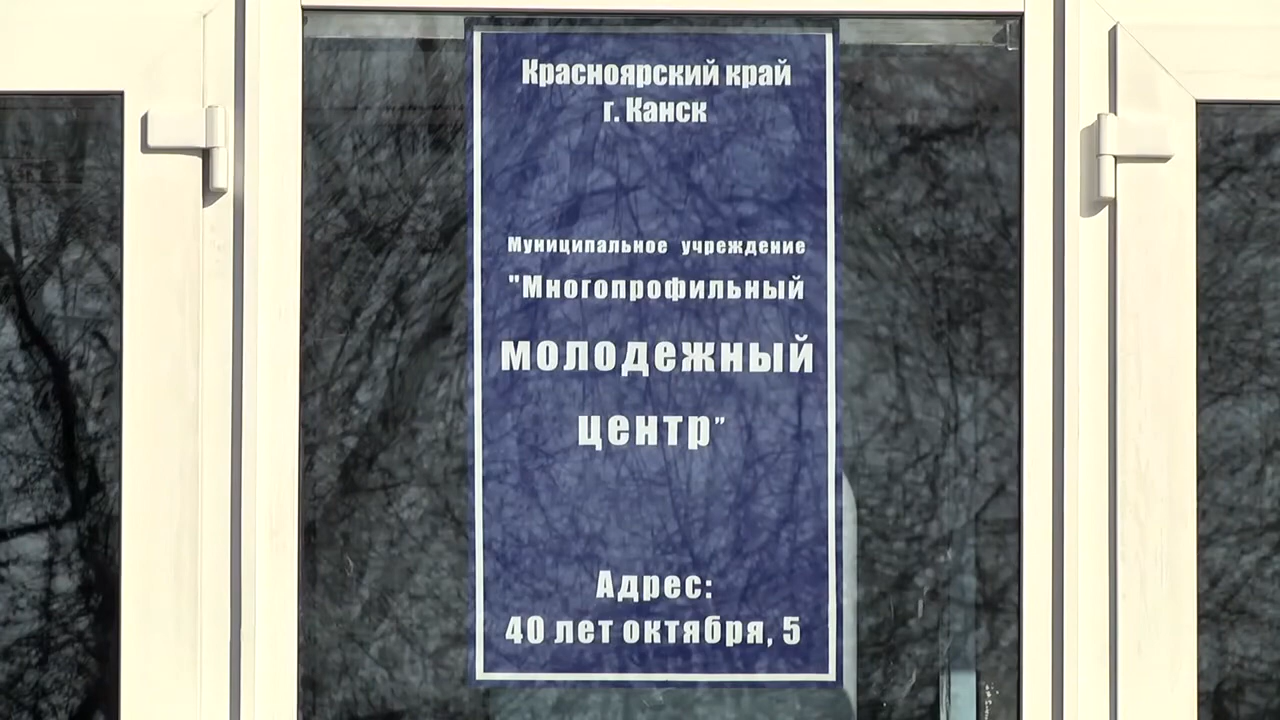 Красноярский край
г. Канск
Муниципальное учреждение
"Многопрофильный
молодежный
центр”
Адрес:
40 лет октября, 5